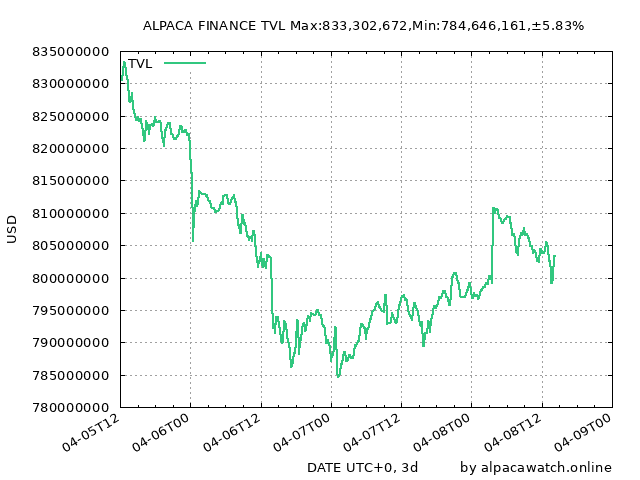 ALPACA FINANCE TVL Max:833,302,672,Min:784,646,161,±5.83%
835000000
TVL
830000000
825000000
820000000
815000000
810000000
USD
805000000
800000000
795000000
790000000
785000000
780000000
04-05T12 04-06T00 04-06T12 04-07T00 04-07T12 04-08T00 04-08T12 04-09T00
DATE UTC+0, 3d by alpacawatch.online